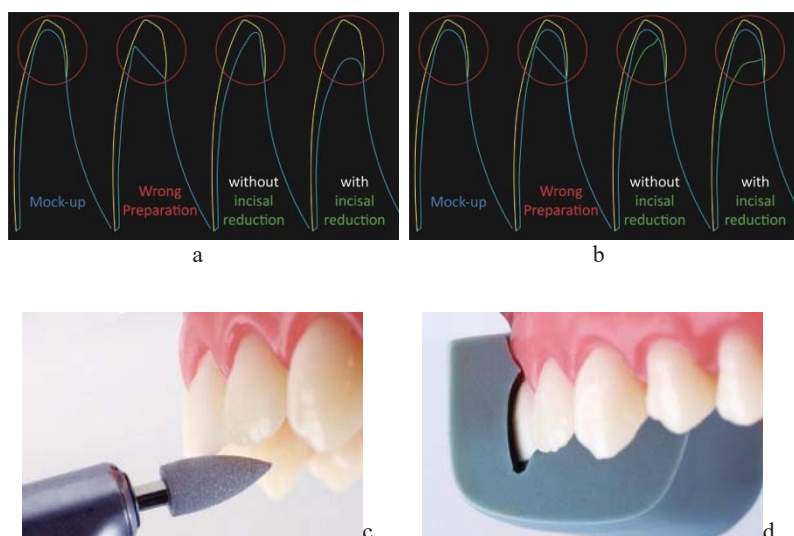 Mock-up
Wrong
Preparation
without
incisal
reduction
with
incisal
reduction
a
Mock-up
Wrong
Preparation
without
incisal
reduction
with
incisal
reduction
b
c
d